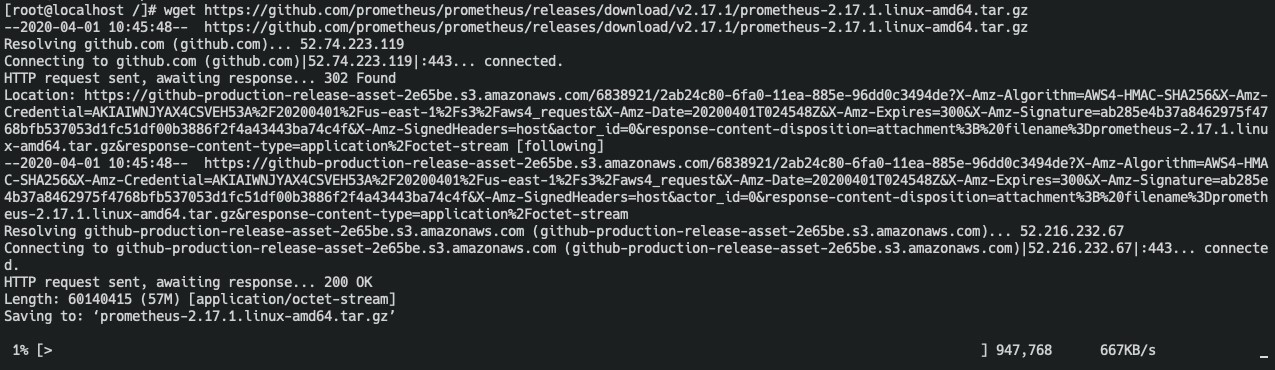 [root@localhost /]# wget https://github.com/prometheus/prometheus/releases/download/v2.17.1/prometheus-2.17.1.linux-amd64.tar.gz
--2020-04-01 10:45:48--  https://github.com/prometheus/prometheus/releases/download/v2.17.1/prometheus-2.17.1.linux-amd64.tar.gz
Resolving github.com (github.com)... 52.74.223.119
Connecting to github.com (github.com)|52.74.223.119|:443... connected.
HTTP request sent, awaiting response... 302 Found
Location: https://github-production-release-asset-2e65be.s3.amazonaws.com/6838921/2ab24c80-6fa0-11ea-885e-96dd0c3494de?X-Amz-Algorithm=AWS4-HMAC-SHA256&X-Amz-
Credential=AKIAIWNJYAX4CSVEH53A%2F20200401%2Fus-east-1%2Fs3%2Faws4_request&X-Amz-Date=20200401T024548Z&X-Amz-Expires=300&X-Amz-Signature=ab285e4b37a8462975f47
68bfb537053d1fc51df00b3886f2f4a43443ba74c4f&X-Amz-SignedHeaders=host&actor_id=0&response-content-disposition=attachment%3B%20filename%3Dprometheus-2.17.1.linu
x-amd64.tar.gz&response-content-type=application%2Foctet-stream [following]
--2020-04-01 10:45:48--  https://github-production-release-asset-2e65be.s3.amazonaws.com/6838921/2ab24c80-6fa0-11ea-885e-96dd0c3494de?X-Amz-Algorithm=AWS4-HMA
C-SHA256&X-Amz-Credential=AKIAIWNJYAX4CSVEH53A%2F20200401%2Fus-east-1%2Fs3%2Faws4_request&X-Amz-Date=20200401T024548Z&X-Amz-Expires=300&X-Amz-Signature=ab285e
4b37a8462975f4768bfb537053d1fc51df00b3886f2f4a43443ba74c4f&X-Amz-SignedHeaders=host&actor_id=0&response-content-disposition=attachment%3B%20filename%3Dprometh
eus-2.17.1.linux-amd64.tar.gz&response-content-type=application%2Foctet-stream
Resolving github-production-release-asset-2e65be.s3.amazonaws.com (github-production-release-asset-2e65be.s3.amazonaws.com)... 52.216.232.67
Connecting to github-production-release-asset-2e65be.s3.amazonaws.com (github-production-release-asset-2e65be.s3.amazonaws.com)|52.216.232.67|:443... connecte
d.
HTTP request sent, awaiting response... 200 OK
Length: 60140415 (57M) [application/octet-stream]
Saving to: ‘prometheus-2.17.1.linux-amd64.tar.gz’
1% [> ] 947,768 667KB/s